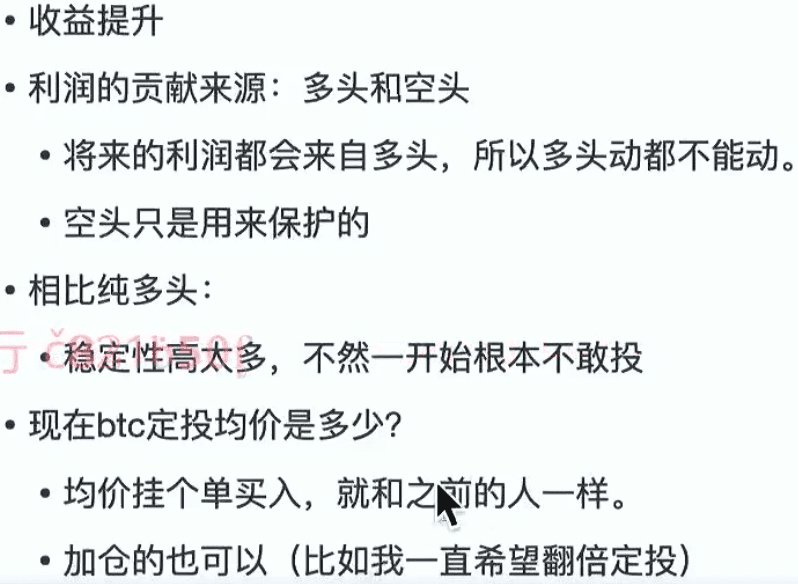 • 收益提升
• 利润的贡献来源：多头和空头
• 将来的利润都会来自多头，所以多头动都不能动。
• 空头只是用来保护的
• 相比纯多头：
• 稳定性高太多，不然一开始根本不敢投
• 现在btc定投均价是多少?
• 均价挂个单买入，就和之前的人一样。
• 加仓的也可以（比如我一直希望翻倍定投）